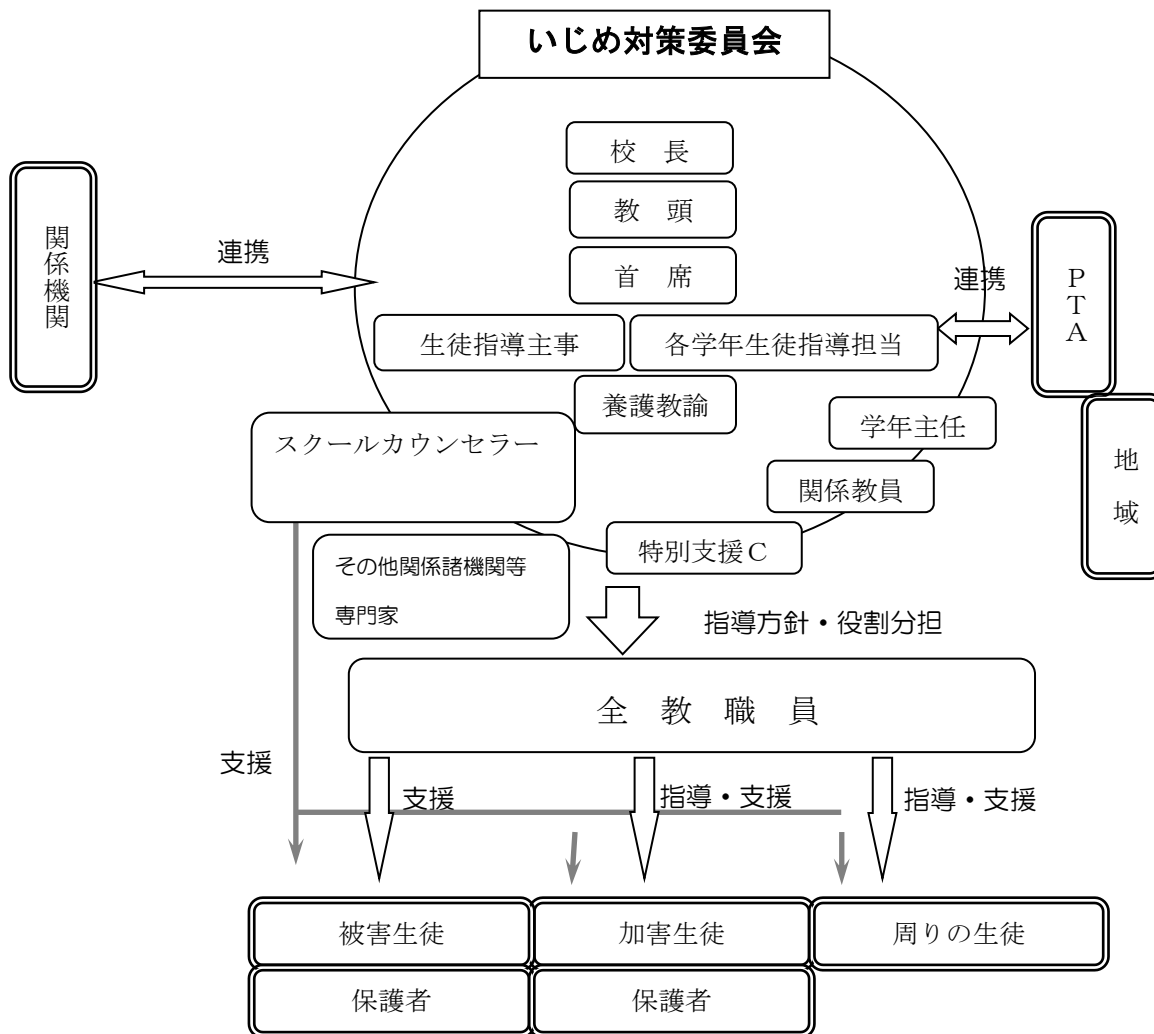 いじめ対策委員会
校　長
教　頭
関係機関
連携
首　席
連携
ＰＴＡ
生徒指導主事
各学年生徒指導担当
養護教諭
学年主任
スクールカウンセラー
地　域
関係教員
特別支援Ｃ
その他関係諸機関等
専門家
指導方針・役割分担
全　教　職　員
支援
支援
指導・支援
指導・支援
被害生徒
加害生徒
周りの生徒
保護者
保護者